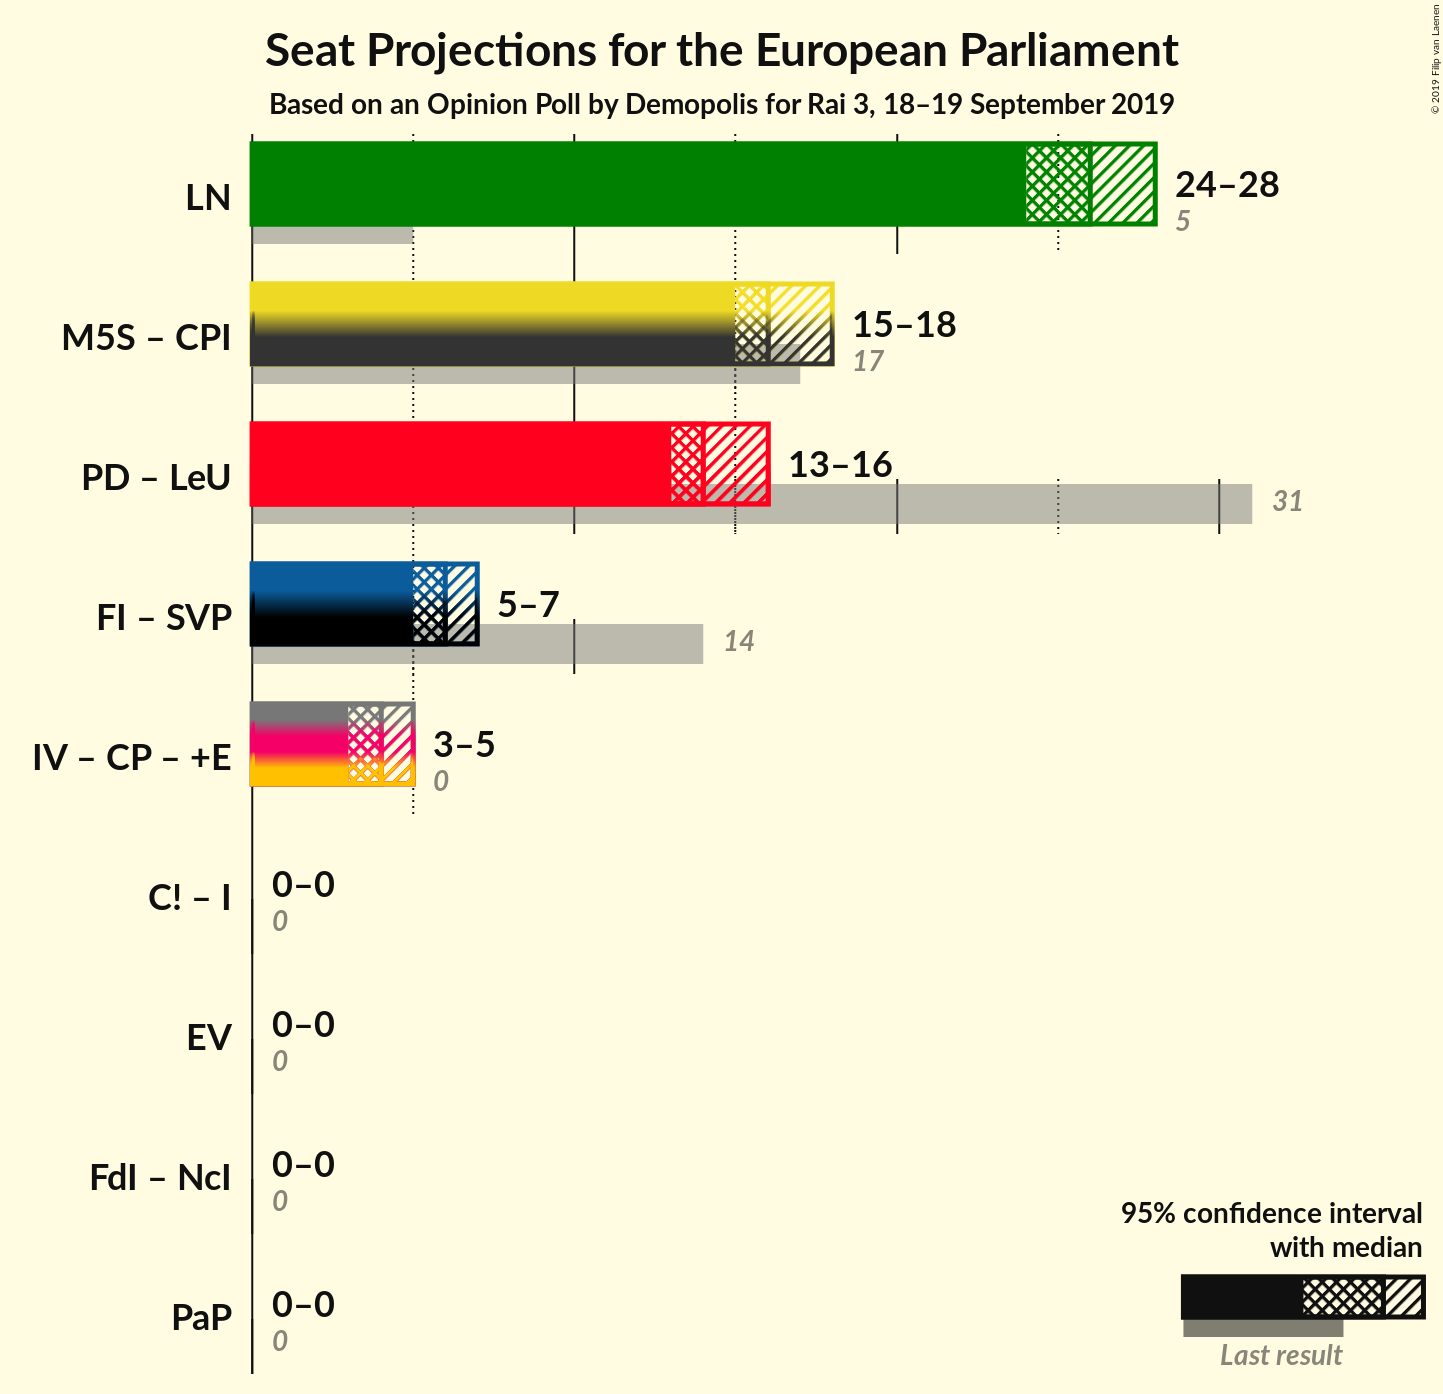 Seat Projections for the European Parliament
Based on an Opinion Poll by Demopolis for Rai 3, 18–19 September 2019
© 2019 Filip van Laenen
LN
24–28
5
M5S – CPI
15–18
17
PD – LeU
13–16
31
FI – SVP
5–7
14
IV – CP – +E
3–5
0
C! – I
0–0
0
EV
0–0
0
FdI – NcI
0–0
0
PaP
0–0
0
95% confidence interval
with median
Last result